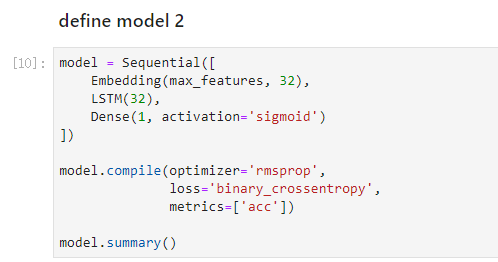 define model 2
[10]: model = Sequential([
Embedding(max_features, 32),
LSTM(32),
Dense(1, activation='sigmoid')
])
model.compile(optimizer='rmsprop',
loss='binary_crossentropy',
metrics=['acc'])
model.summary()